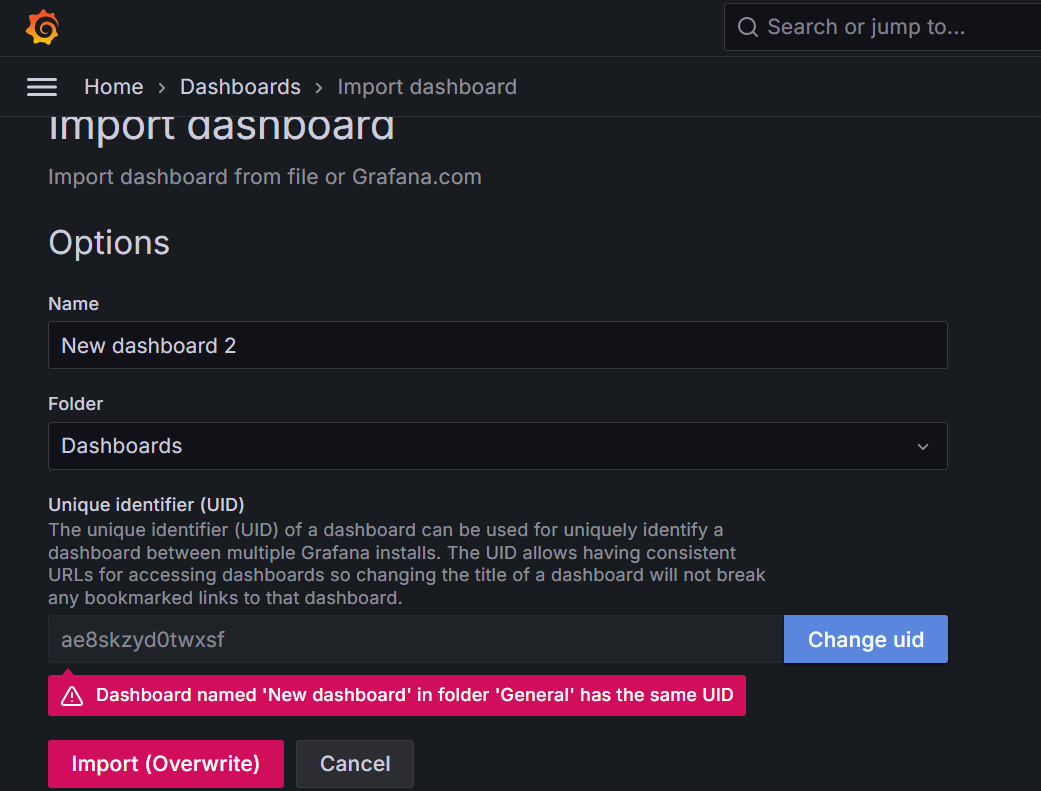 Search or jump to...
Home › Dashboards › Import dashboard
Import dashboard
Import dashboard from file or Grafana.com
Options
Name
New dashboard 2
Folder
Dashboards
Unique identifier (UID)
The unique identifier (UID) of a dashboard can be used for uniquely identify a
dashboard between multiple Grafana installs. The UID allows having consistent
URLs for accessing dashboards so changing the title of a dashboard will not break
any bookmarked links to that dashboard.
ae8skzyd0twxsf
Change uid
Dashboard named 'New dashboard' in folder 'General' has the same UID
Import (Overwrite)
Cancel